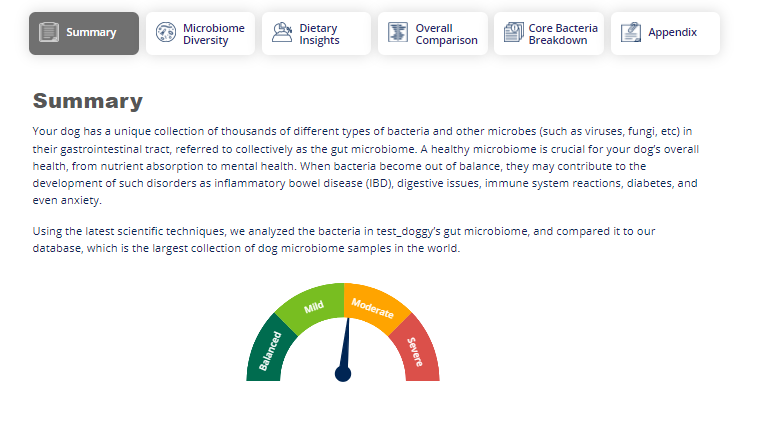 Summary
Microbiome
Diversity
Dietary
Insights
Overall
Comparison
Core Bacteria
Breakdown
Appendix
Summary
Your dog has a unique collection of thousands of different types of bacteria and other microbes (such as viruses, fungi, etc) in
their gastrointestinal tract, referred to collectively as the gut microbiome. A healthy microbiome is crucial for your dog's overall
health, from nutrient absorption to mental health. When bacteria become out of balance, they may contribute to the
development of such disorders as inflammatory bowel disease (IBD), digestive issues, immune system reactions, diabetes, and
even anxiety.
Using the latest scientific techniques, we analyzed the bacteria in test_doggy's gut microbiome, and compared it to our
database, which is the largest collection of dog microbiome samples in the world.
Balanced
Mild
Moderate
Severe